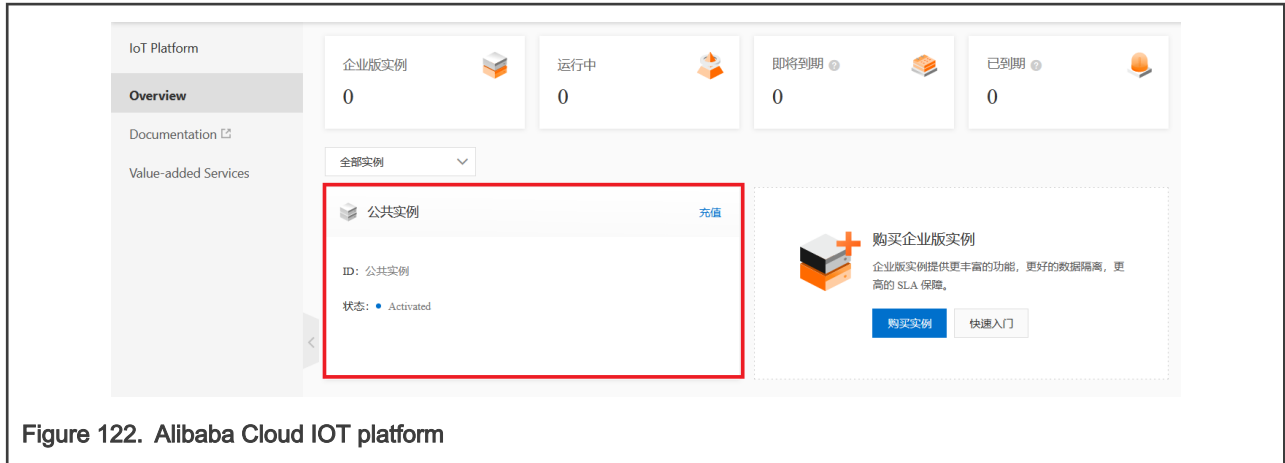 IoT Platform
Overview
Documentation
Value-added Services
企业版实例
0
运行中
0
即将到期
0
已到期
0
全部实例
公共实例
充值
ID: 公共实例
状态: Activated
购买企业版实例
企业版实例提供更丰富的功能，更好的数据隔离，更
高的 SLA 保障。
购买实例
快速入门
Figure 122. Alibaba Cloud IOT platform